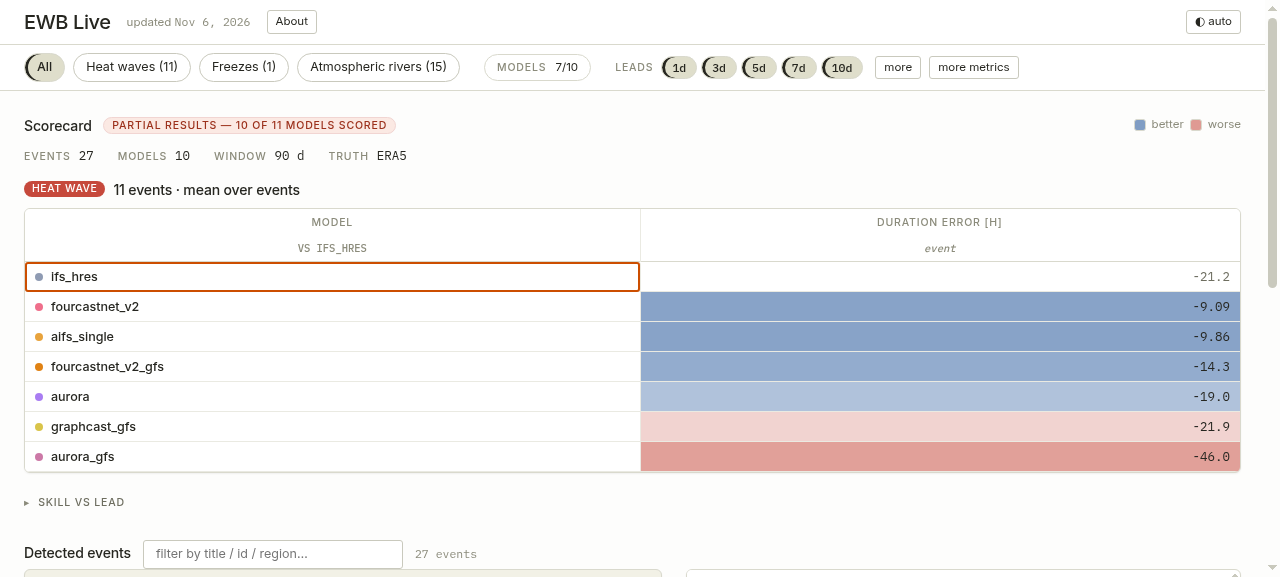 EWB Live updated Nov 6, 2026 About auto
All Heat waves (11) Freezes (1) Atmospheric rivers (15) MODELS 7/10 LEADS 1d 3d 5d 7d 10d more more metrics
Scorecard PARTIAL RESULTS — 10 OF 11 MODELS SCORED better worse
EVENTS 27 MODELS 10 WINDOW 90 d TRUTH ERA5
HEAT WAVE 11 events · mean over events
MODEL DURATION ERROR [H]
VS IFS_HRES event
ifs_hres -21.2
fourcastnet_v2 -9.09
aifs_single -9.86
fourcastnet_v2_gfs -14.3
aurora -19.0
graphcast_gfs -21.9
aurora_gfs -46.0
▸ SKILL VS LEAD
Detected events filter by title / id / region... 27 events